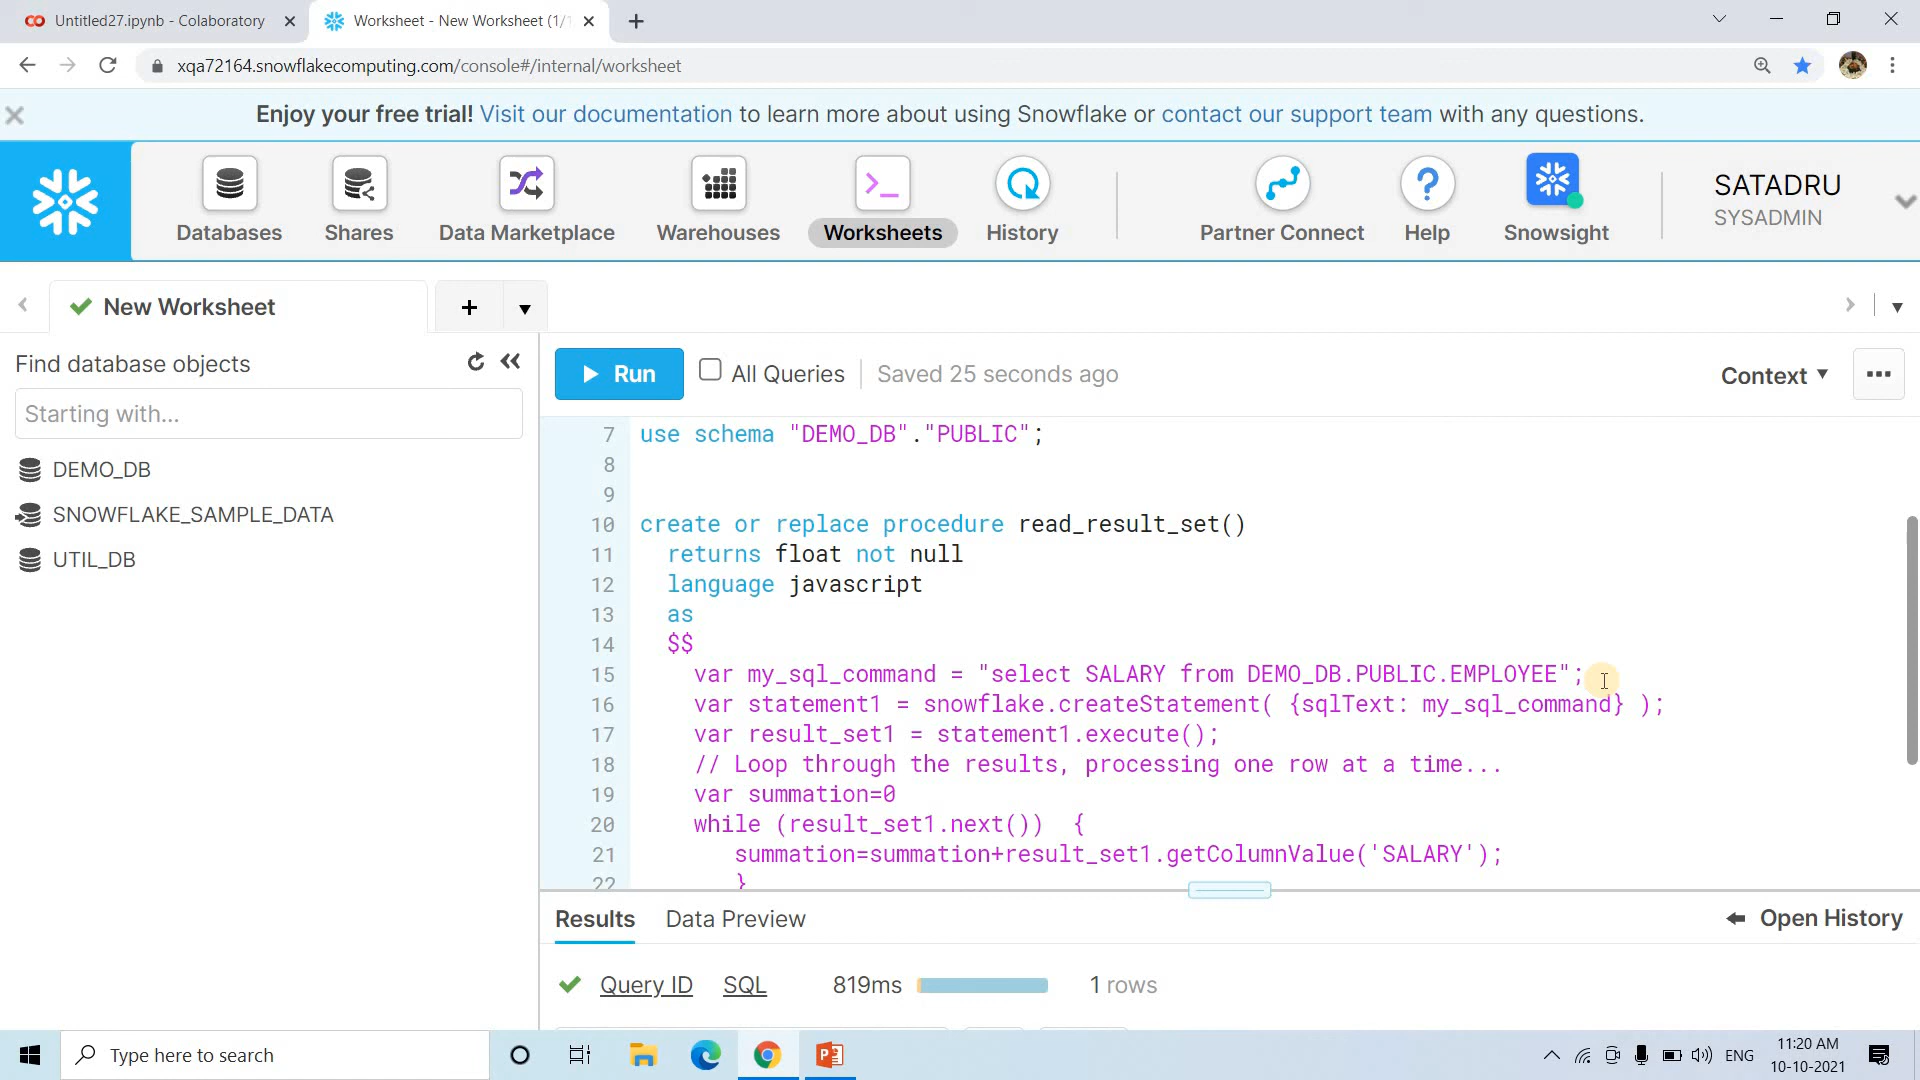 Untitled27.ipynb - Colaboratory
Worksheet - New Worksheet (1/1
xqa72164.snowflakecomputing.com/console#/internal/worksheet
Enjoy your free trial! Visit our documentation to learn more about using Snowflake or contact our support team with any questions.
Databases
Shares
Data Marketplace
Warehouses
Worksheets
History
Partner Connect
Help
Snowsight
SATADRU
SYSADMIN
New Worksheet
Find database objects
Starting with...
DEMO_DB
SNOWFLAKE_SAMPLE_DATA
UTIL_DB
Run
All Queries
Saved 25 seconds ago
Context
7 use schema "DEMO_DB"."PUBLIC";
8
9
10 create or replace procedure read_result_set()
11 returns float not null
12 language javascript
13 as
14 $$
15 var my_sql_command = "select SALARY from DEMO_DB.PUBLIC.EMPLOYEE";
16 var statement1 = snowflake.createStatement( {sqlText: my_sql_command} );
17 var result_set1 = statement1.execute();
18 // Loop through the results, processing one row at a time...
19 var summation=0
20 while (result_set1.next()) {
21 summation=summation+result_set1.getColumnValue('SALARY');
22 }
Results
Data Preview
Open History
Query ID
SQL
819ms
1 rows
Type here to search
ENG
11:20 AM
10-10-2021